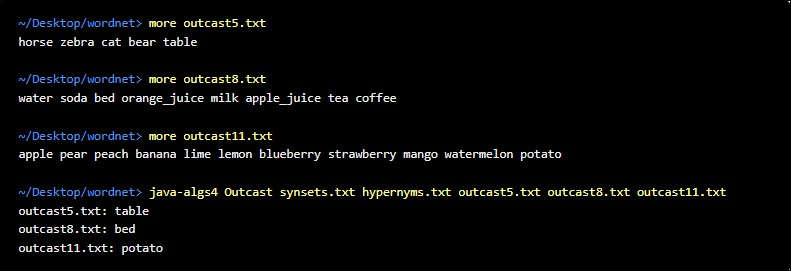 ~/Desktop/wordnet> more outcast5.txt
horse zebra cat bear table
~/Desktop/wordnet> more outcast8.txt
water soda bed orange_juice milk apple_juice tea coffee
~/Desktop/wordnet> more outcast11.txt
apple pear peach banana lime lemon blueberry strawberry mango watermelon potato
~/Desktop/wordnet> java-algs4 Outcast synsets.txt hypernyms.txt outcast5.txt outcast8.txt outcast11.txt
outcast5.txt: table
outcast8.txt: bed
outcast11.txt: potato